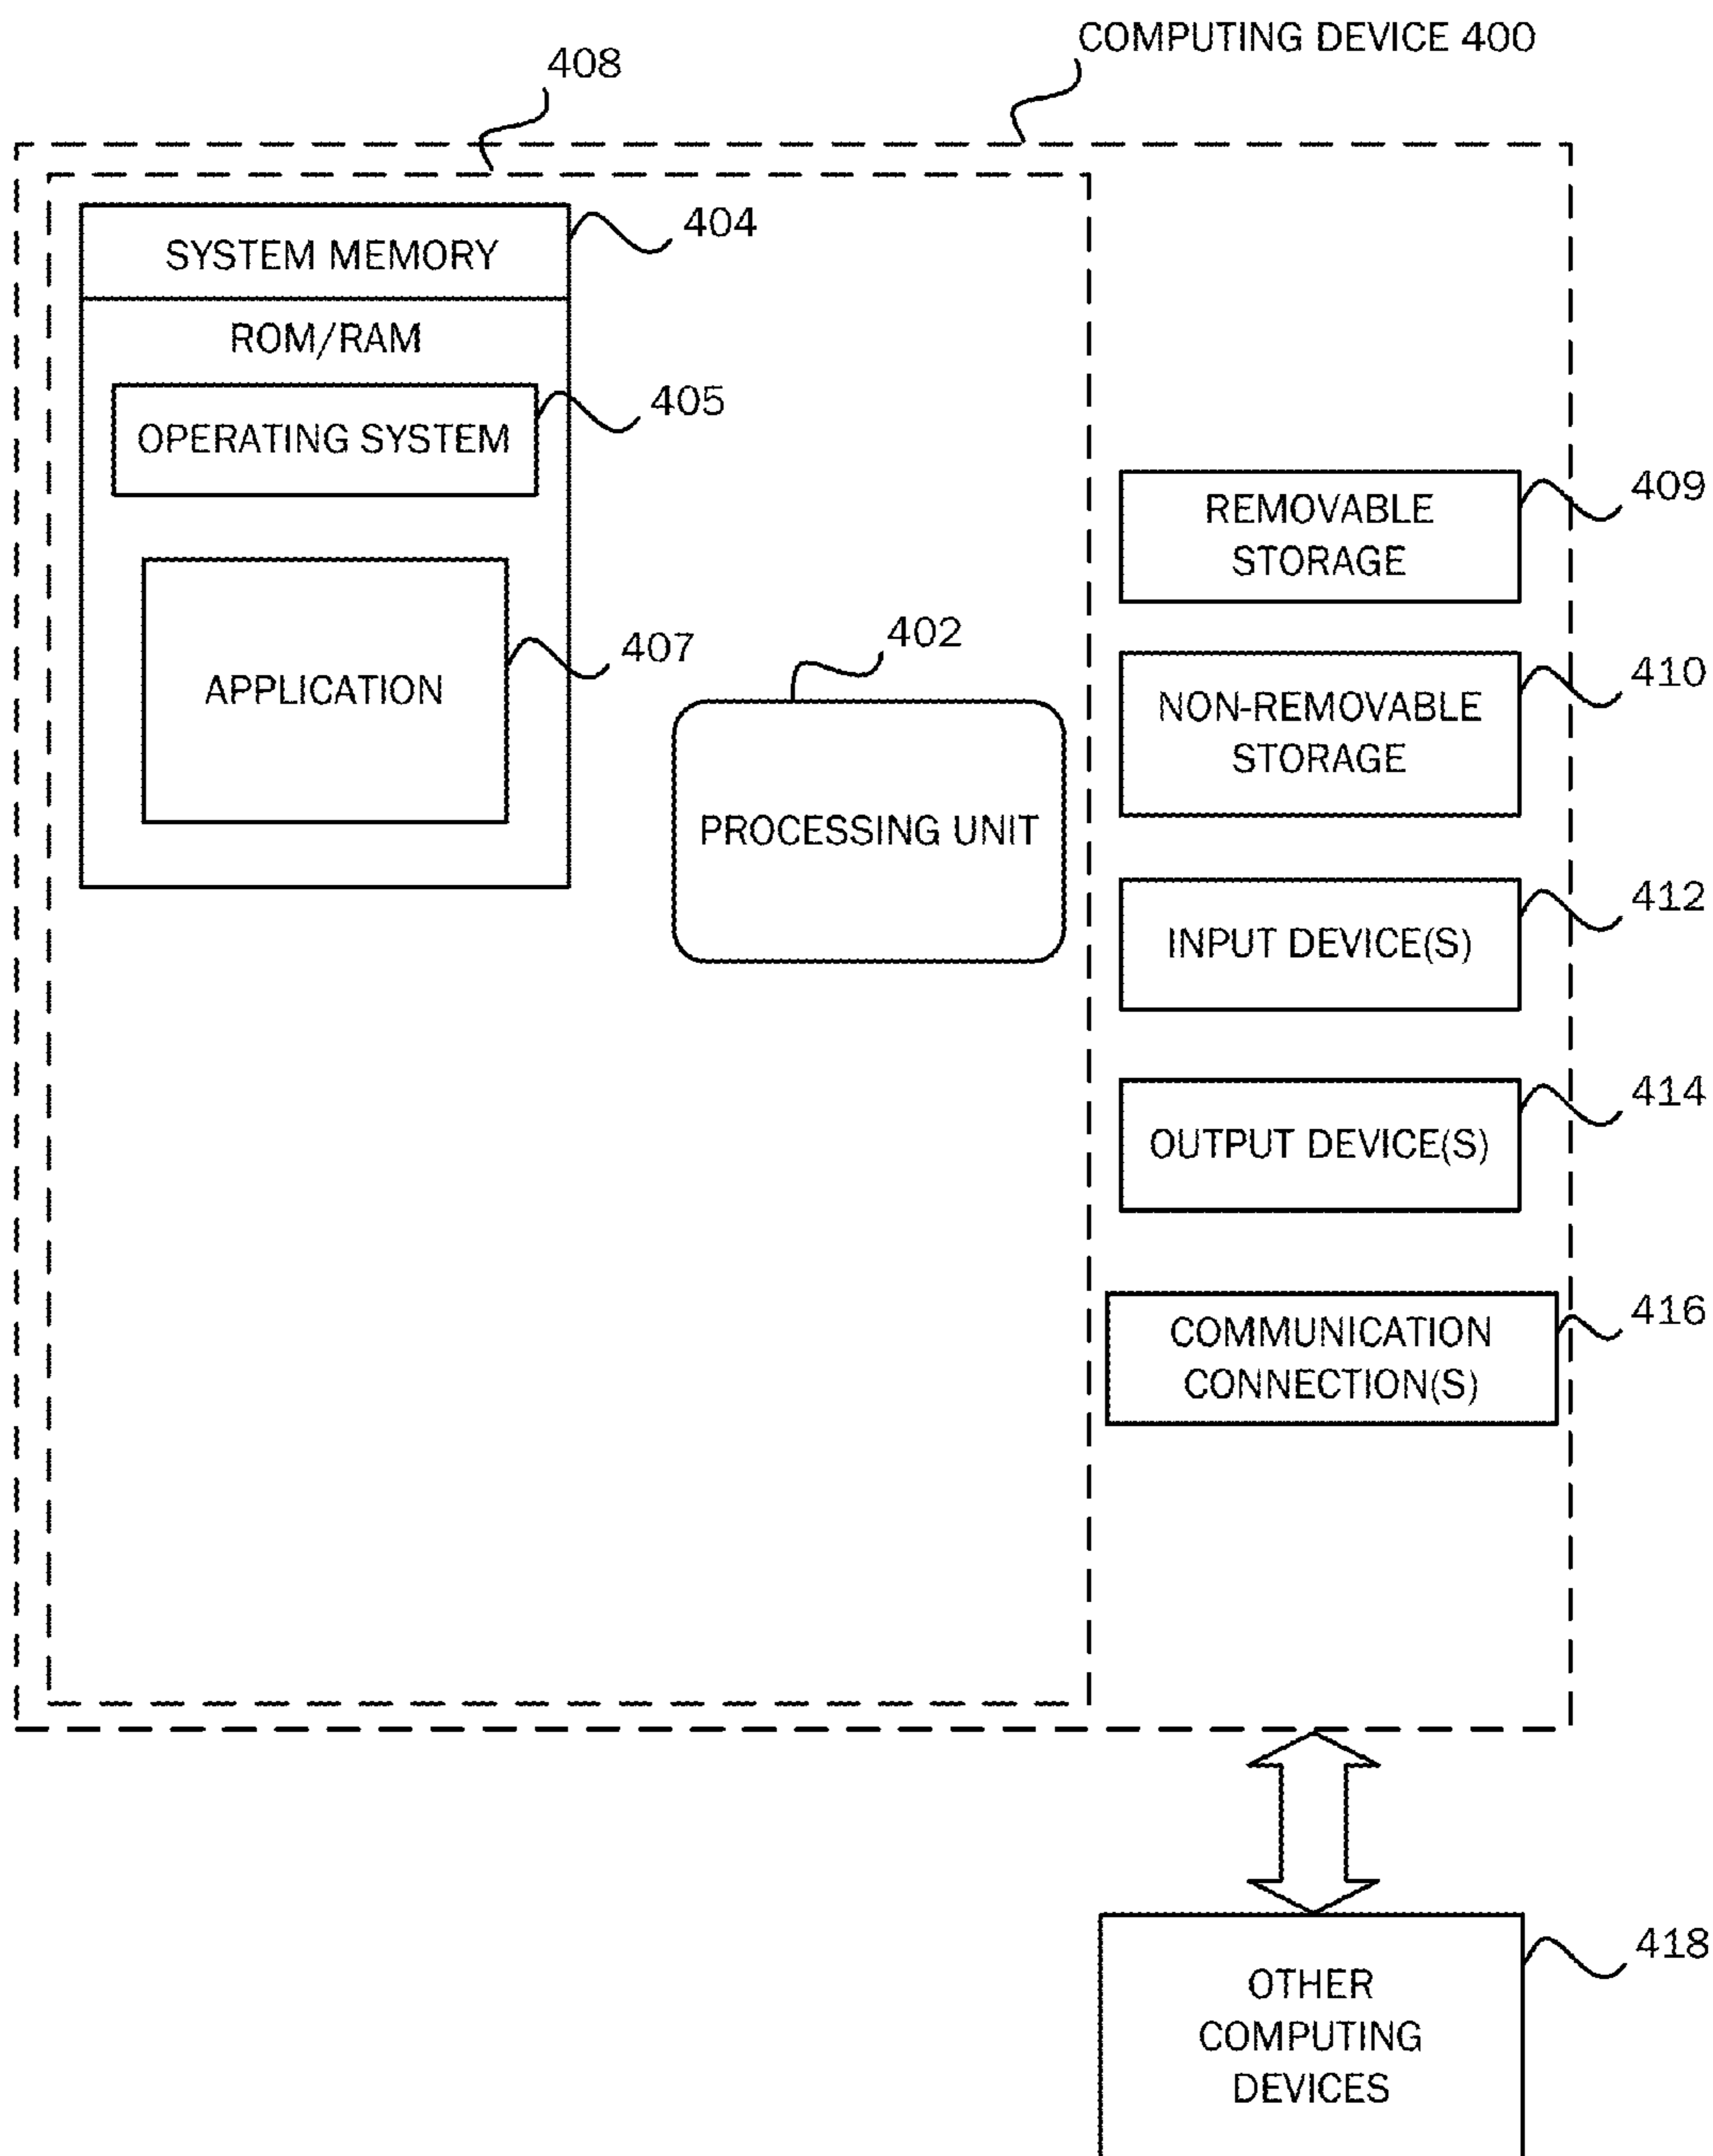 COMPUTING DEVICE 400
408
SYSTEM MEMORY
404
ROM/RAM
OPERATING SYSTEM
405
APPLICATION
407
402
PROCESSING UNIT
REMOVABLE
STORAGE
409
NON-REMOVABLE
STORAGE
410
INPUT DEVICE(S)
412
OUTPUT DEVICE(S)
414
COMMUNICATION
CONNECTION(S)
416
OTHER
COMPUTING
DEVICES
418